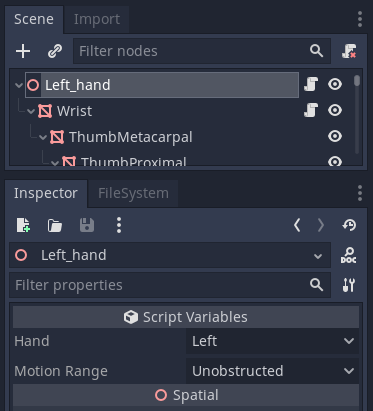 Scene Import
Filter nodes
Left_hand
Wrist
ThumbMetacarpal
ThumbProximal
Inspector FileSystem
Left_hand
DOC
Filter properties
Script Variables
Hand Left
Motion Range Unobstructed
Spatial